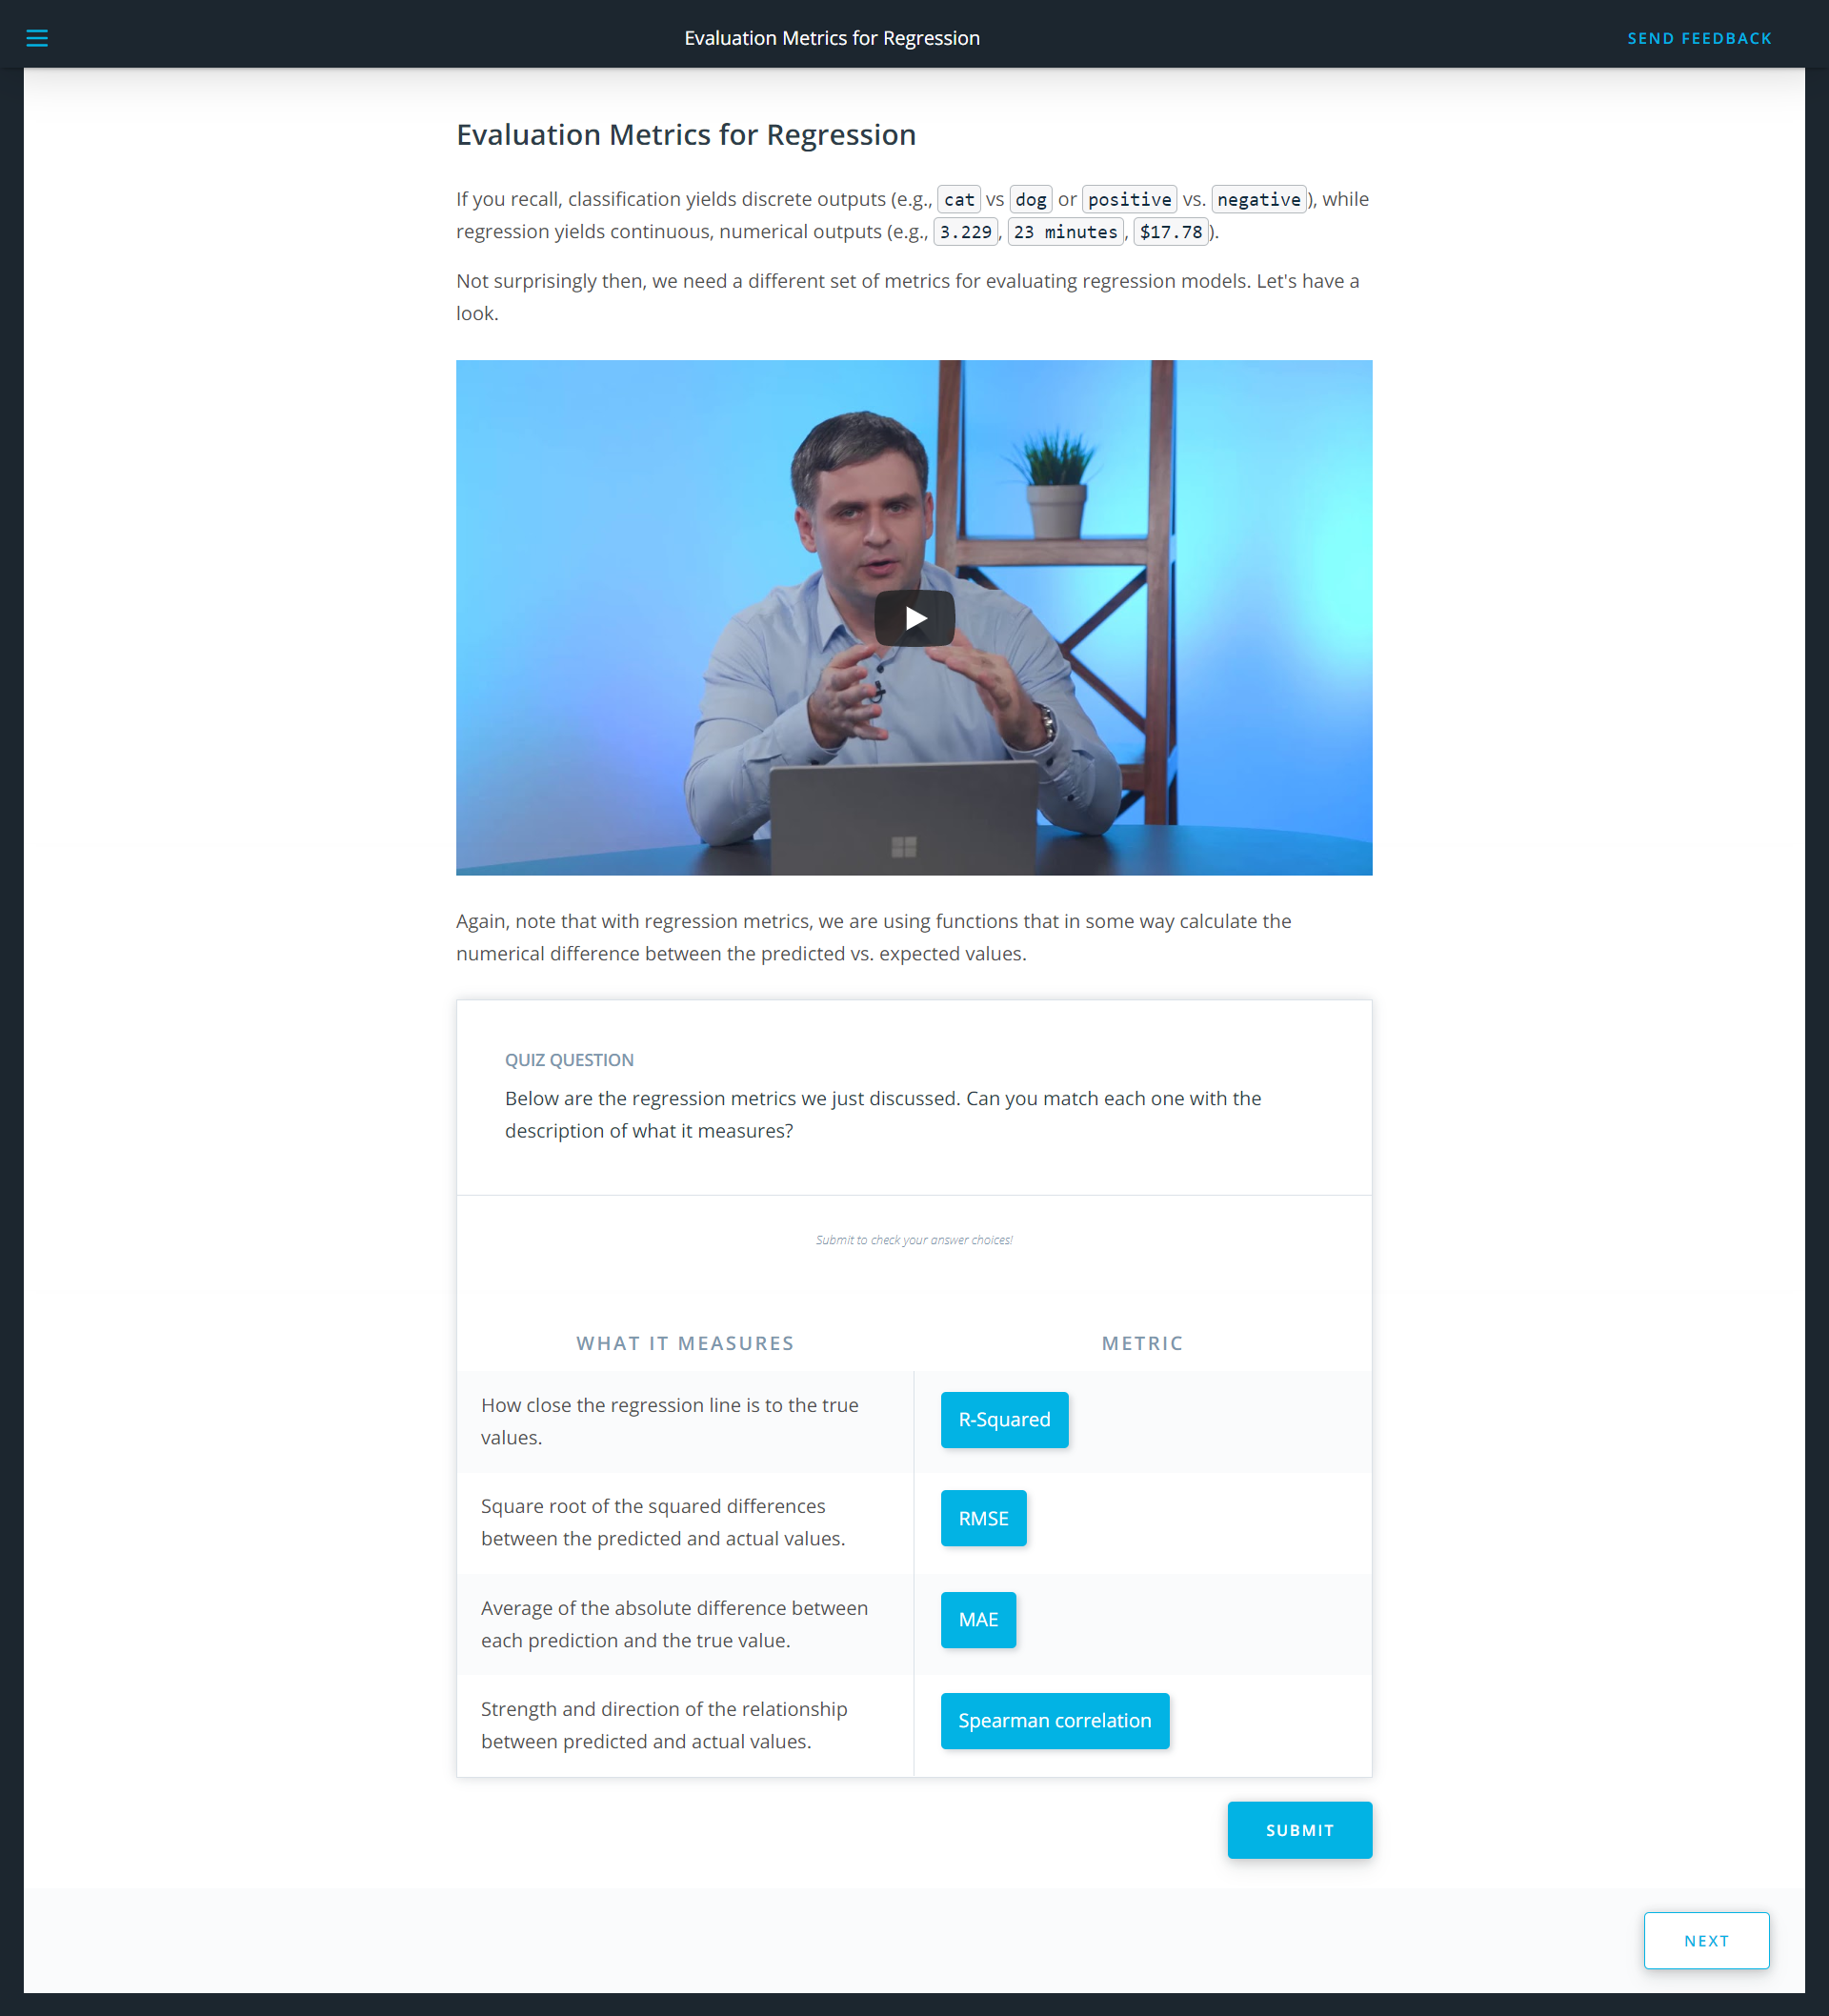 Evaluation Metrics for Regression
SEND FEEDBACK
Evaluation Metrics for Regression
If you recall, classification yields discrete outputs (e.g., cat vs dog or positive vs. negative), while
regression yields continuous, numerical outputs (e.g., 3.229, 23 minutes, $17.78).
Not surprisingly then, we need a different set of metrics for evaluating regression models. Let's have a
look.
Again, note that with regression metrics, we are using functions that in some way calculate the
numerical difference between the predicted vs. expected values.
QUIZ QUESTION
Below are the regression metrics we just discussed. Can you match each one with the
description of what it measures?
Submit to check your answer choices!
WHAT IT MEASURES
METRIC
How close the regression line is to the true
values.
R-Squared
Square root of the squared differences
between the predicted and actual values.
RMSE
Average of the absolute difference between
each prediction and the true value.
MAE
Strength and direction of the relationship
between predicted and actual values.
Spearman correlation
SUBMIT
NEXT